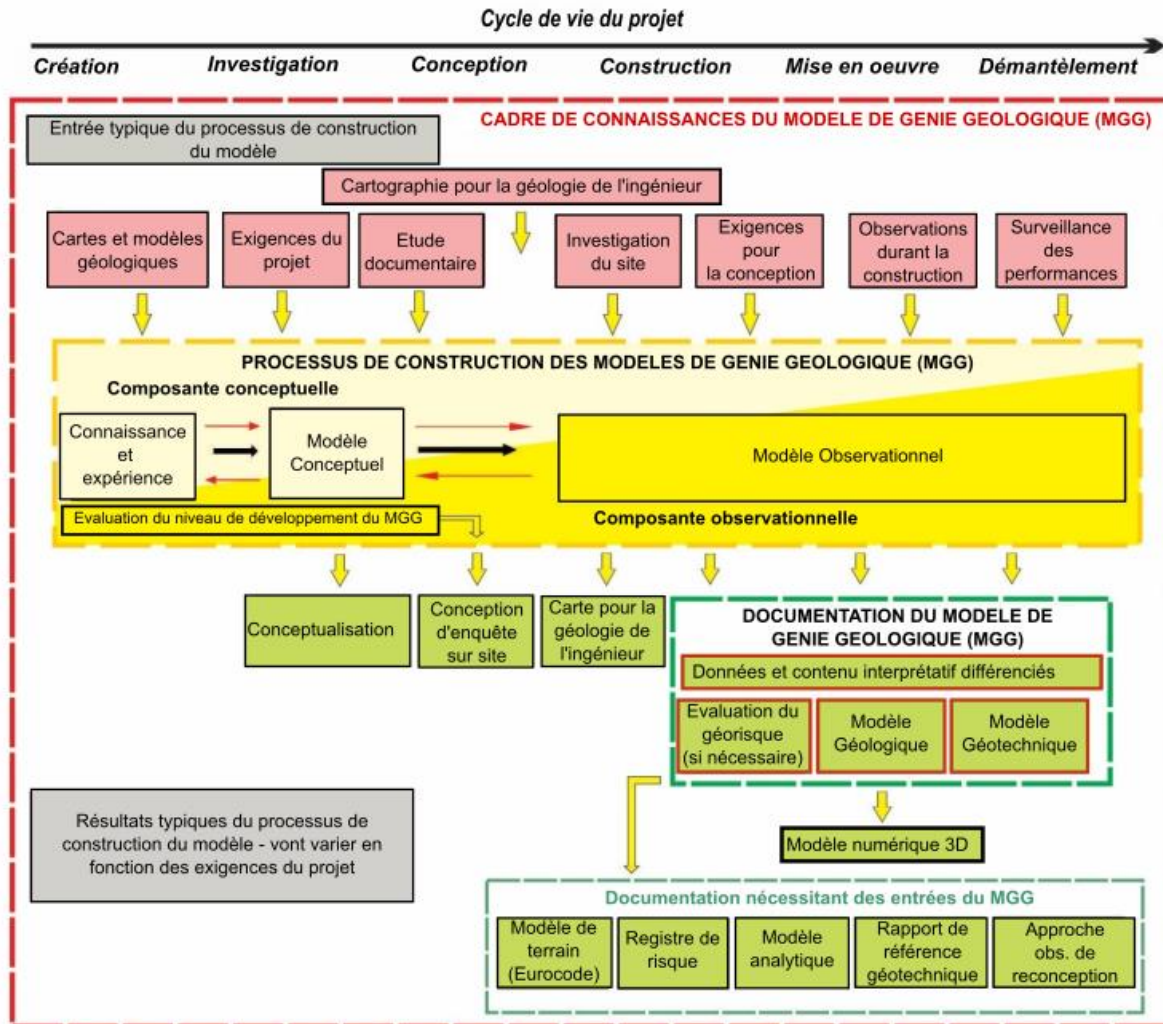 Cycle de vie du projet
Création
Investigation
Conception
Construction
Mise en oeuvre
Démantèlement
CADRE DE CONNAISSANCES DU MODELE DE GENIE GEOLOGIQUE (MGG)
Entrée typique du processus de construction
du modèle
Cartographie pour la géologie de l'ingénieur
Cartes et modèles
géologiques
Exigences du
projet
Etude
documentaire
Investigation
du site
Exigences
pour
la conception
Observations
durant la
construction
Surveillance
des
performances
PROCESSUS DE CONSTRUCTION DES MODELES DE GENIE GEOLOGIQUE (MGG)
Composante conceptuelle
Connaissance
et
expérience
Modèle
Conceptuel
Modèle Observationnel
Evaluation du niveau de développement du MGG
Composante observationnelle
Conceptualisation
Conception
d'enquête
sur site
Carte pour la
géologie de
l'ingénieur
DOCUMENTATION DU MODELE DE
GENIE GEOLOGIQUE (MGG)
Données et contenu interprétatif différenciés
Evaluation du
géorisque
(si nécessaire)
Modèle
Géologique
Modèle
Géotechnique
Résultats typiques du processus de
construction du modèle - vont varier en
fonction des exigences du projet
Modèle numérique 3D
Documentation nécessitant des entrées du MGG
Modèle de
terrain
(Eurocode)
Registre de
risque
Modèle
analytique
Rapport de
référence
géotechnique
Approche
obs. de
reconception